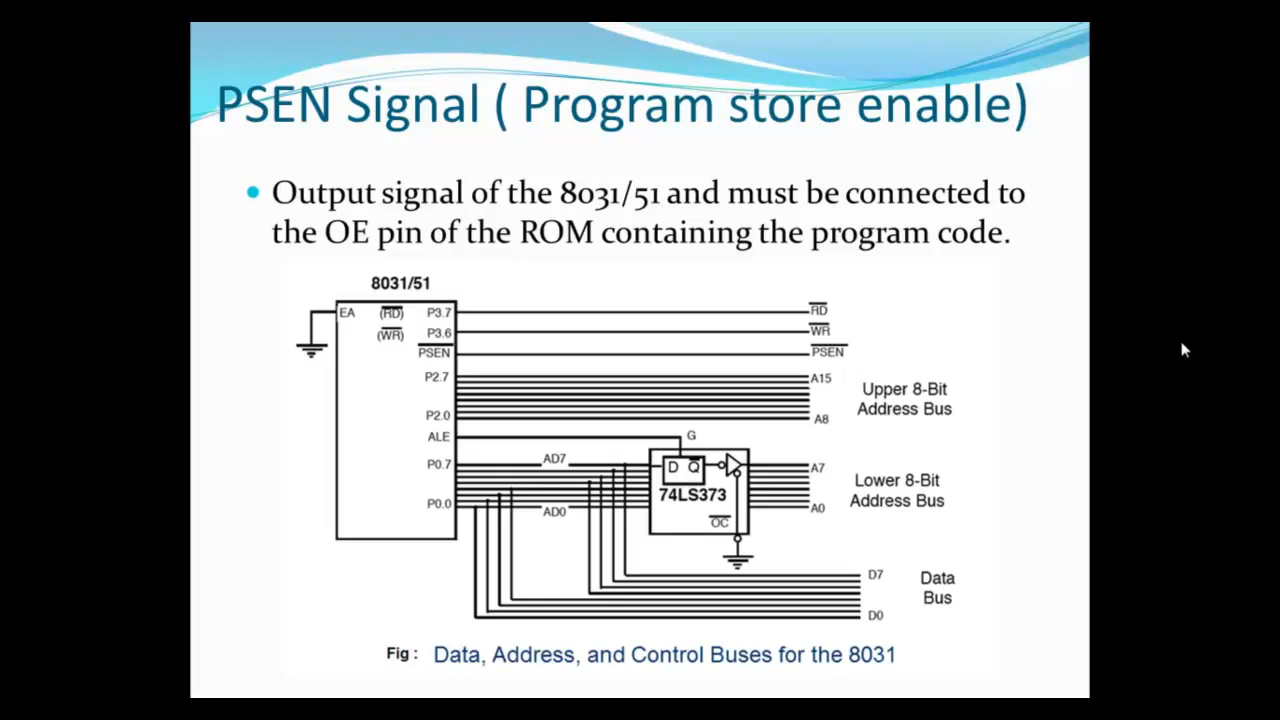 PSEN Signal ( Program store enable)
• Output signal of the 8031/51 and must be connected to
the OE pin of the ROM containing the program code.
8031/51
EA (RD) P3.7 RD
(WR) P3.6 WR
PSEN PSEN
P2.7 A15
Upper 8-Bit
Address Bus
P2.0 A8
ALE G
P0.7 AD7 D Q A7
74LS373
Lower 8-Bit
Address Bus
P0.0 AD0 A0
OC
D7
Data
Bus
D0
Fig : Data, Address, and Control Buses for the 8031